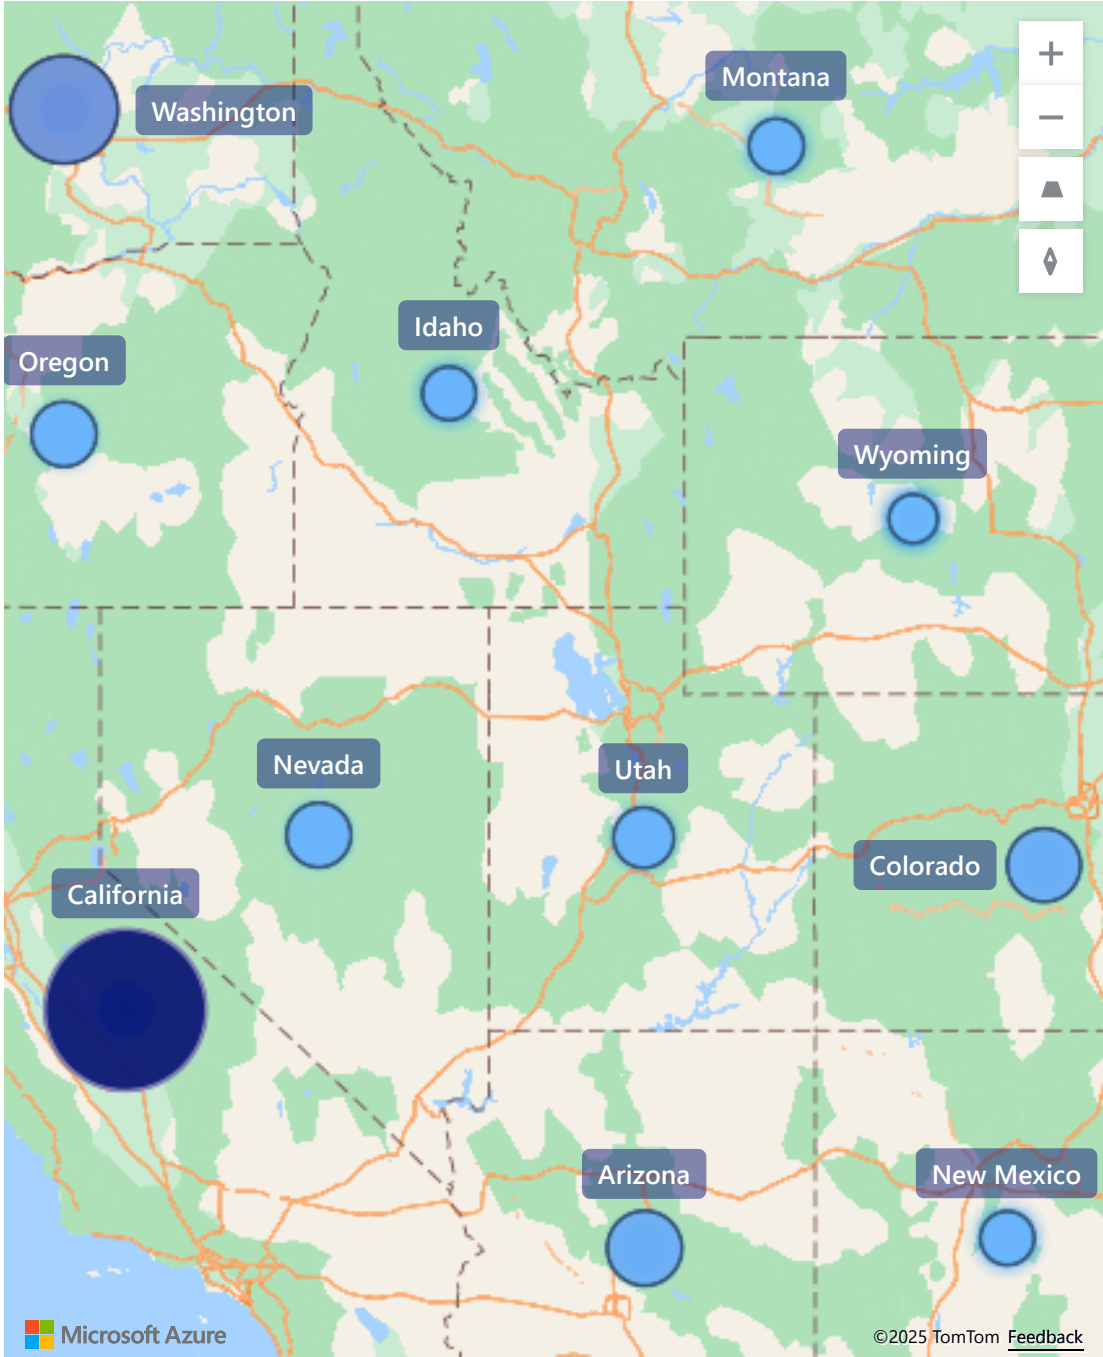 Montana
Washington
Idaho
Oregon
Wyoming
Nevada
Utah
Colorado
California
Arizona
New Mexico
Microsoft Azure
©2025 TomTom Feedback